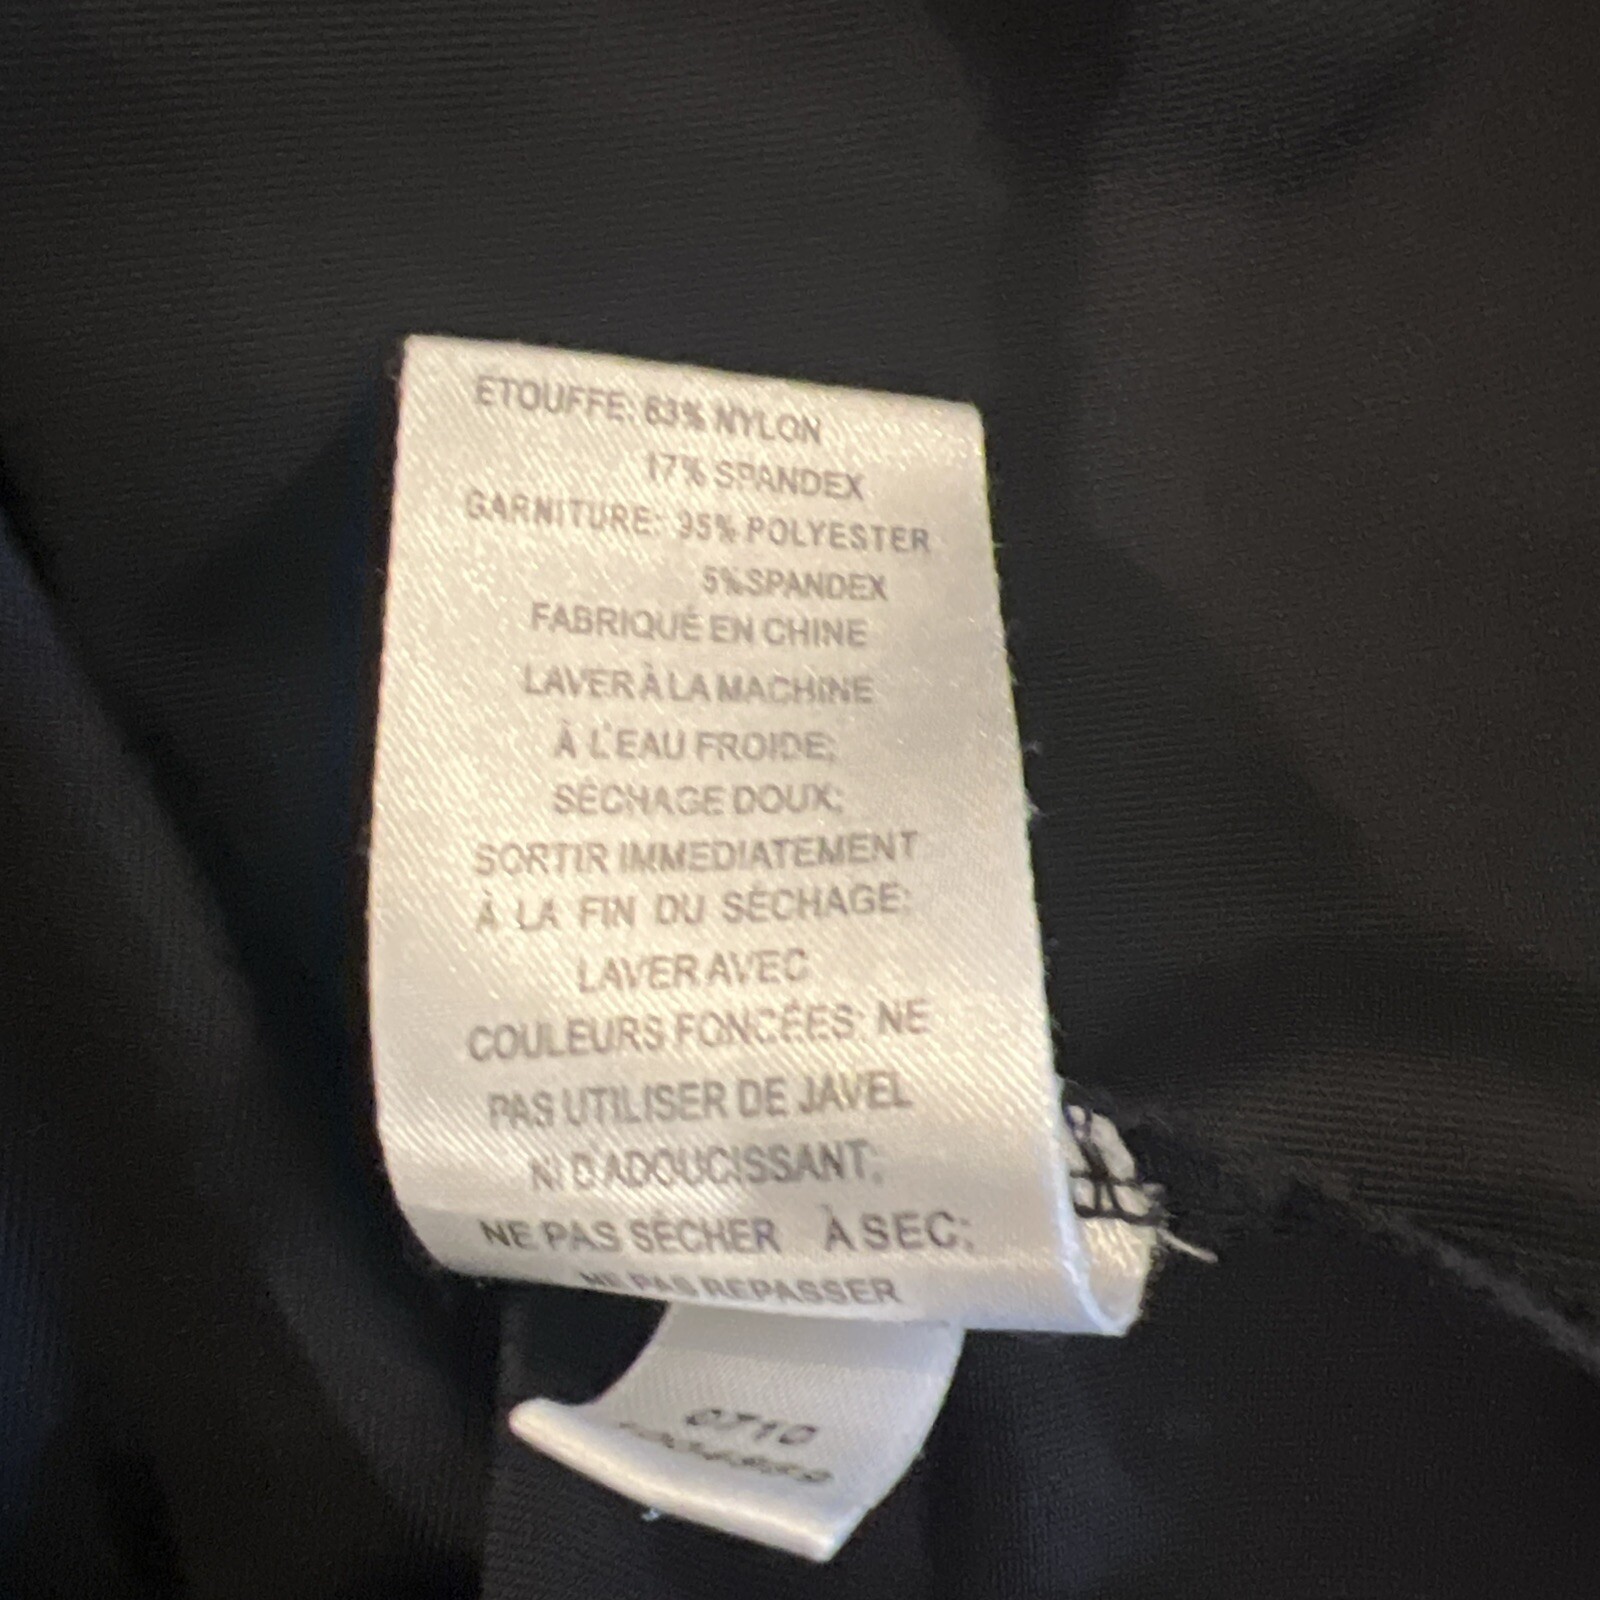 ETOUFFE: 83% NYLON
17% SPANDEX
GARNITURE: 95% POLYESTER
5%SPANDEX
FABRIQUÉ EN CHINE
LAVER À LA MACHINE
À L'EAU FROIDE;
SÉCHAGE DOUX;
SORTIR IMMEDIATEMENT
À LA FIN DU SÉCHAGE;
LAVER AVEC
COULEURS FONCÉES; NE
PAS UTILISER DE JAVEL
NI D'ADOUCISSANT;
NE PAS SÉCHER À SEC;
NE PAS REPASSER
0710